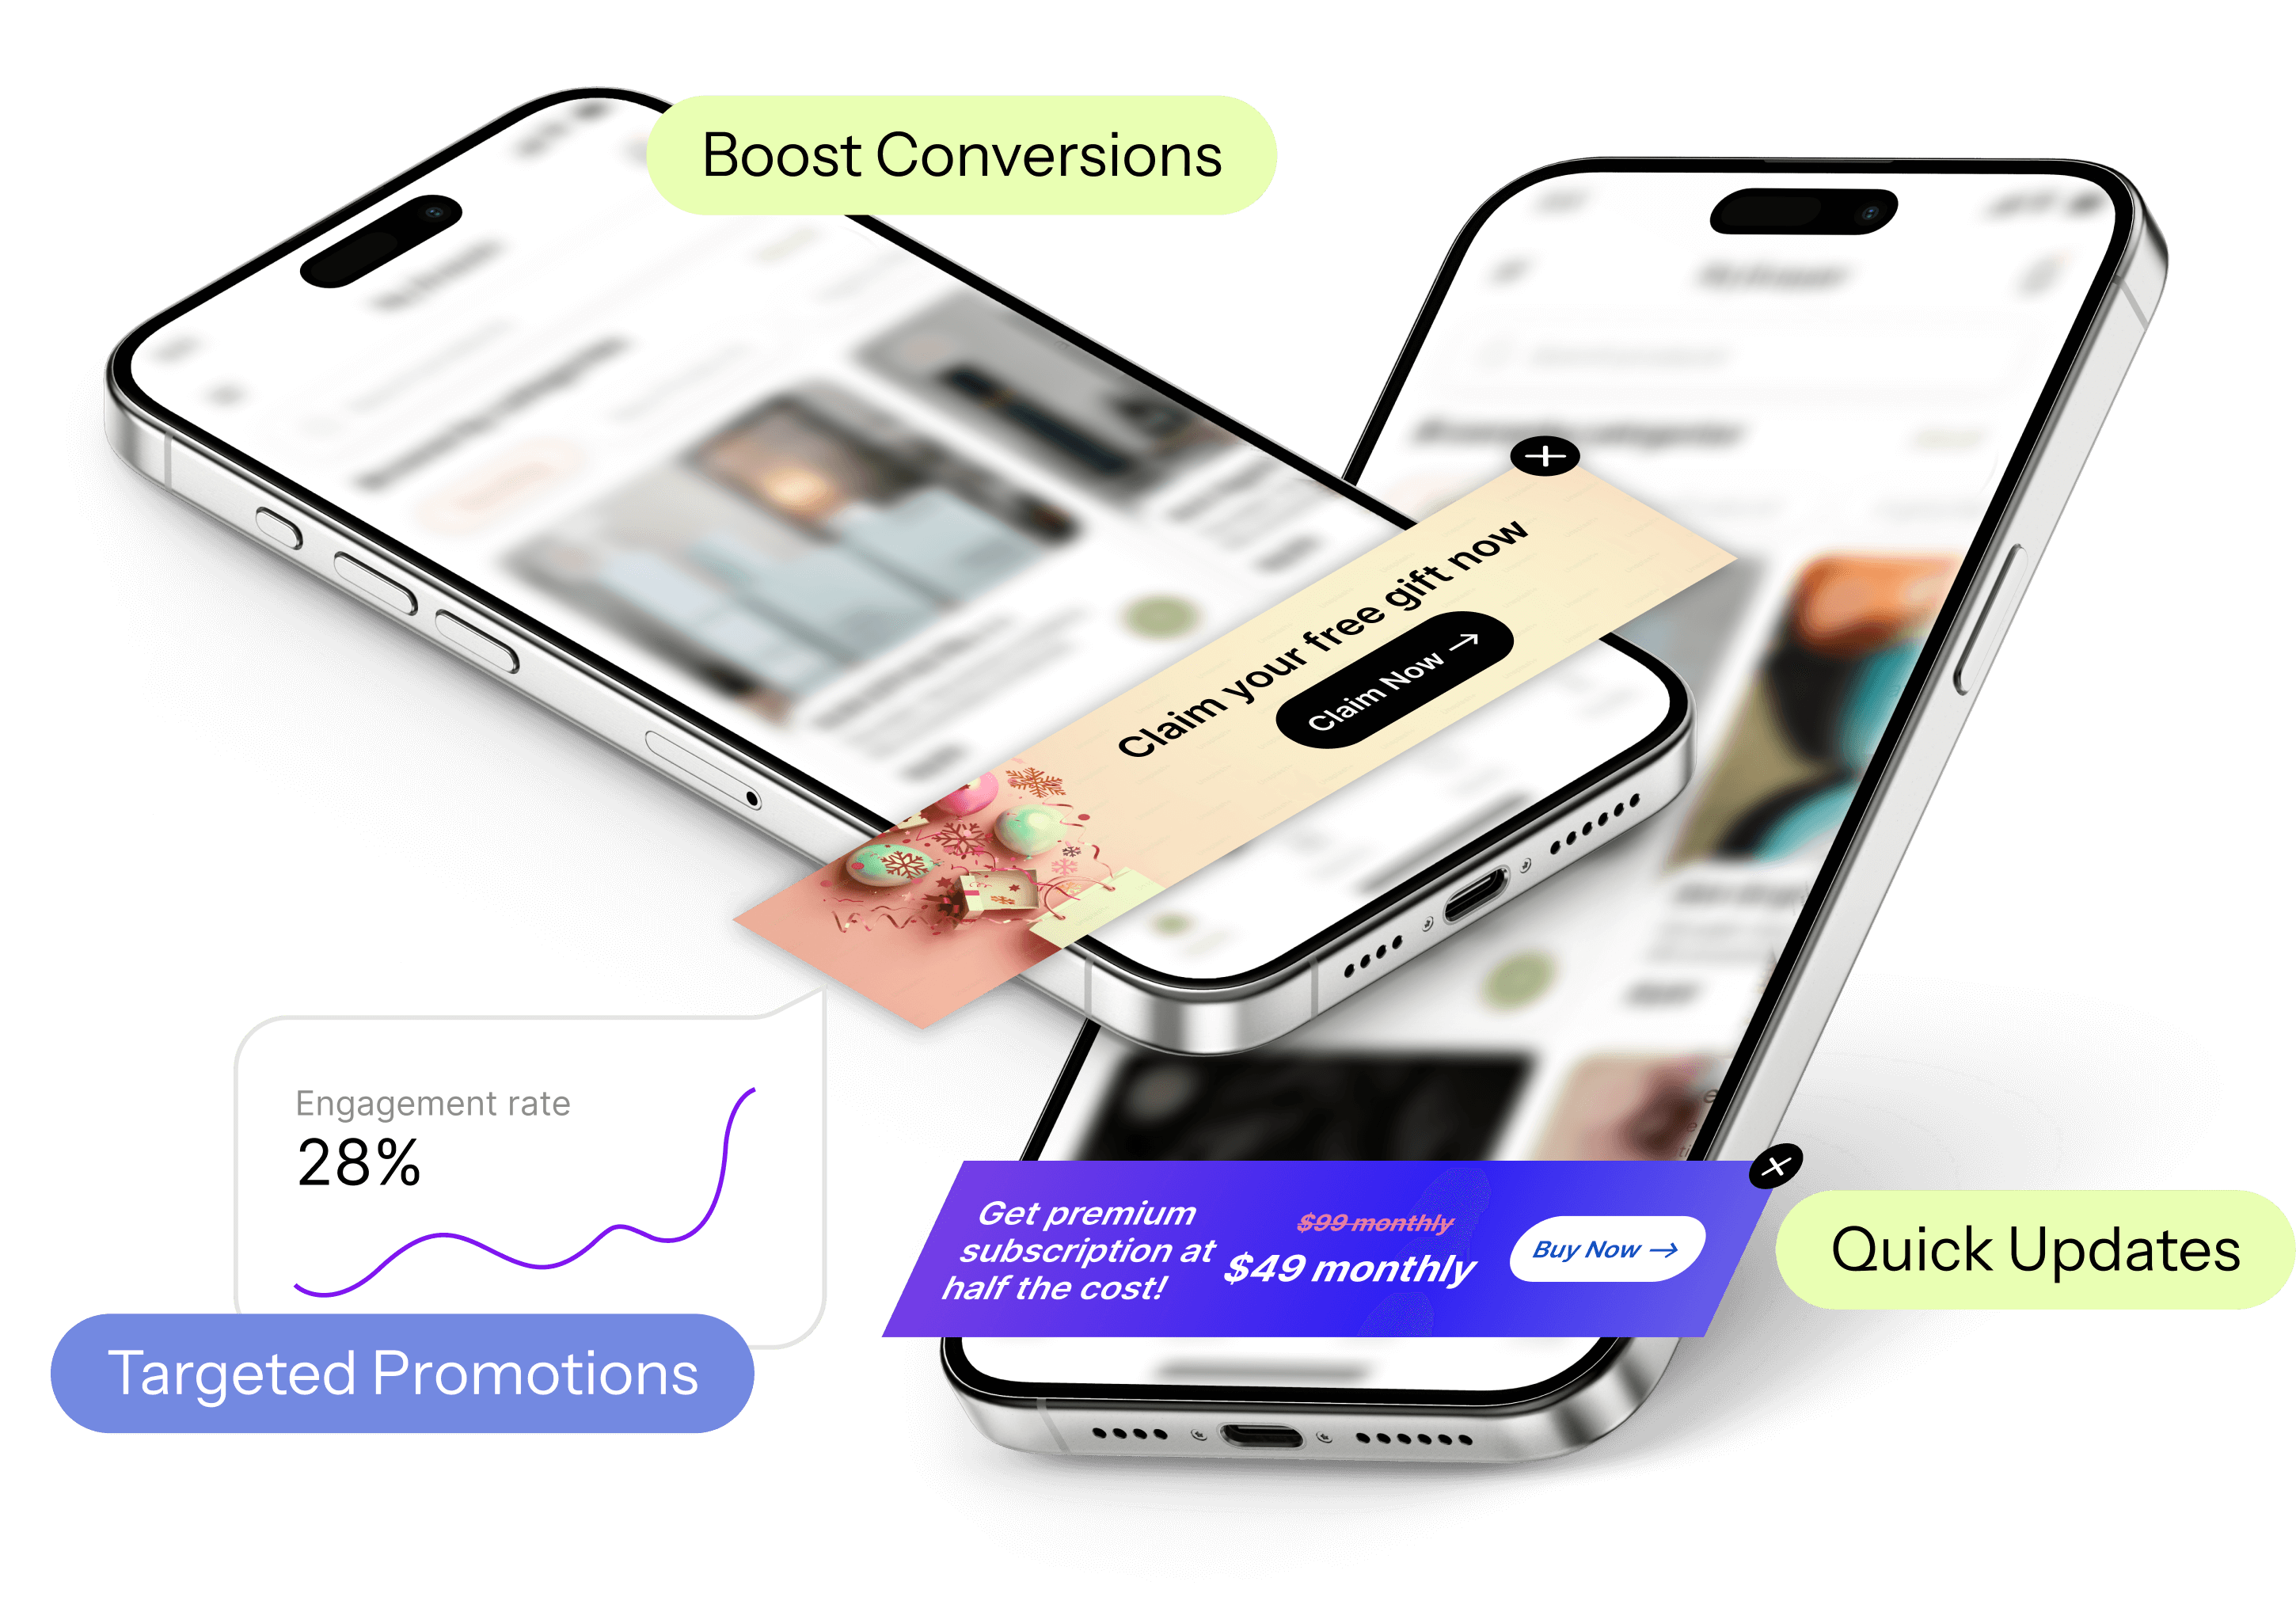 Boost Conversions
Claim your free gift now
Claim Now →
Engagement rate
28%
Get premium
subscription at
half the cost!
$99 monthly
$49 monthly
Buy Now →
Quick Updates
Targeted Promotions